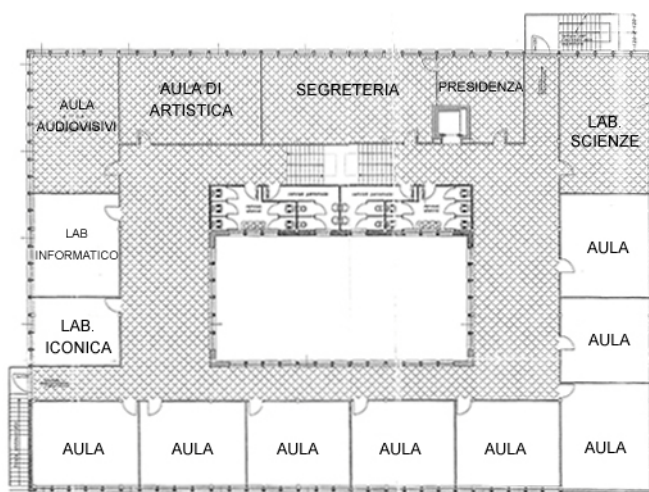 AULA
AUDIOVISIVI
AULA DI
ARTISTICA
SEGRETERIA
PRESIDENZA
LAB.
SCIENZE
LAB
INFORMATICO
AULA
LAB.
ICONICA
AULA
AULA
AULA
AULA
AULA
AULA
AULA